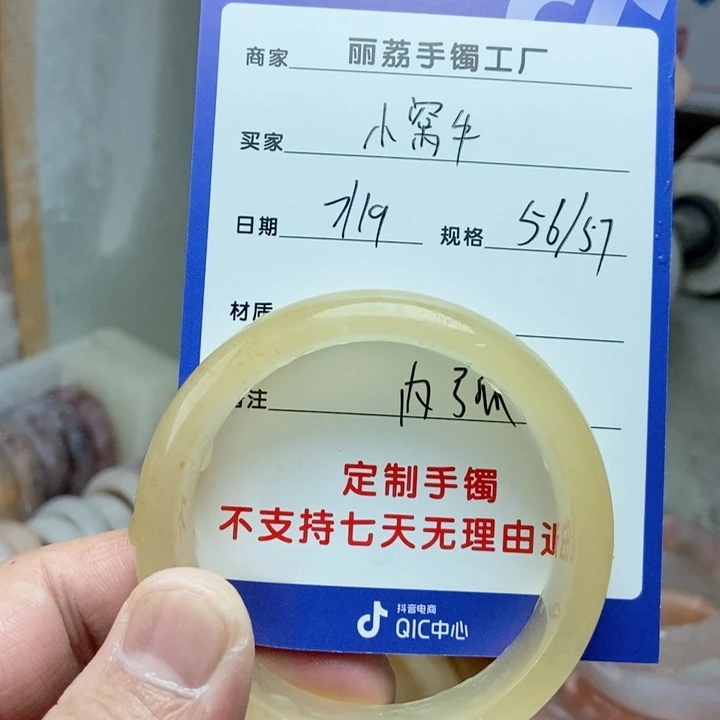 商家 丽荔手镯工厂
买家 小窝牛
日期 7/19 规格 56/57
材质
备注 内弧
定制手镯
不支持七天无理由退
抖音电商
QIC中心